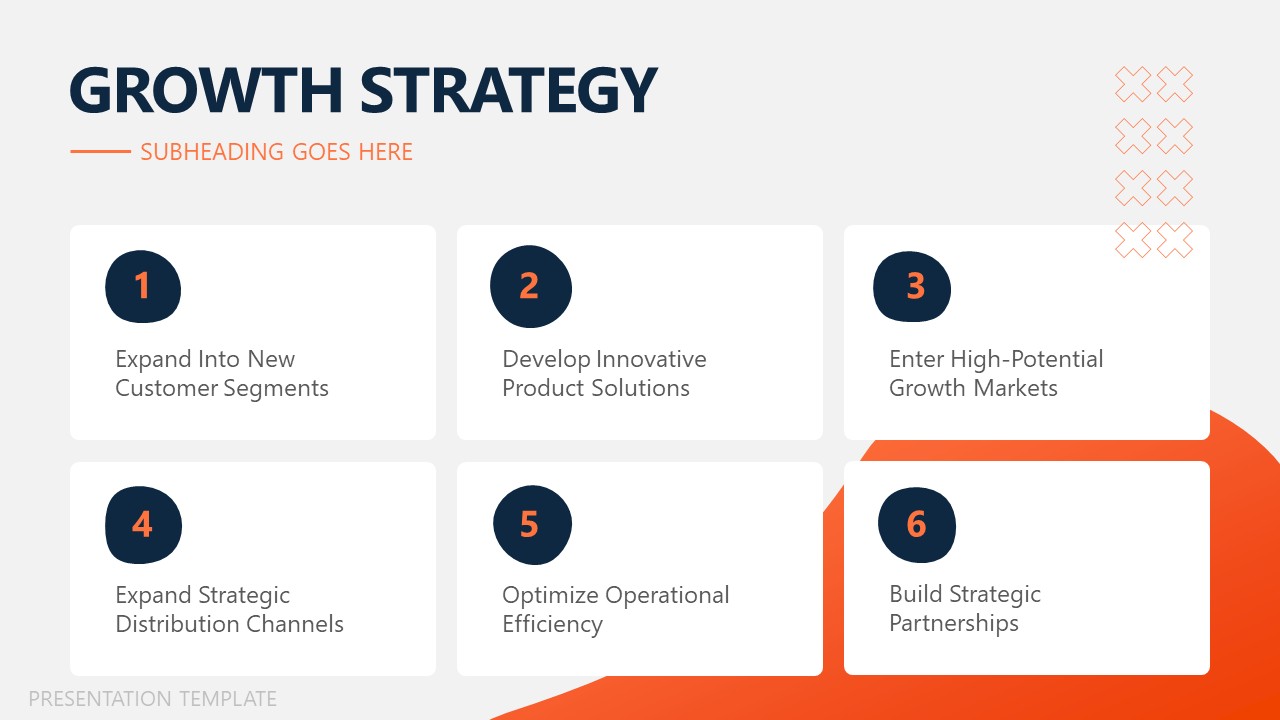 GROWTH STRATEGY
SUBHEADING GOES HERE
1
Expand Into New
Customer Segments
2
Develop Innovative
Product Solutions
3
Enter High-Potential
Growth Markets
4
Expand Strategic
Distribution Channels
5
Optimize Operational
Efficiency
6
Build Strategic
Partnerships
PRESENTATION TEMPLATE